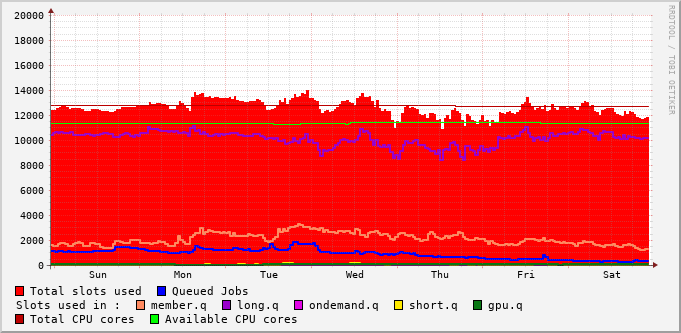 20000
18000
16000
14000
12000
10000
8000
6000
4000
2000
0
Sun Mon Tue Wed Thu Fri Sat
Total slots used Queued Jobs
Slots used in : member.q long.q ondemand.q short.q gpu.q
Total CPU cores Available CPU cores
RRDTOOL / TOBI OETIKER